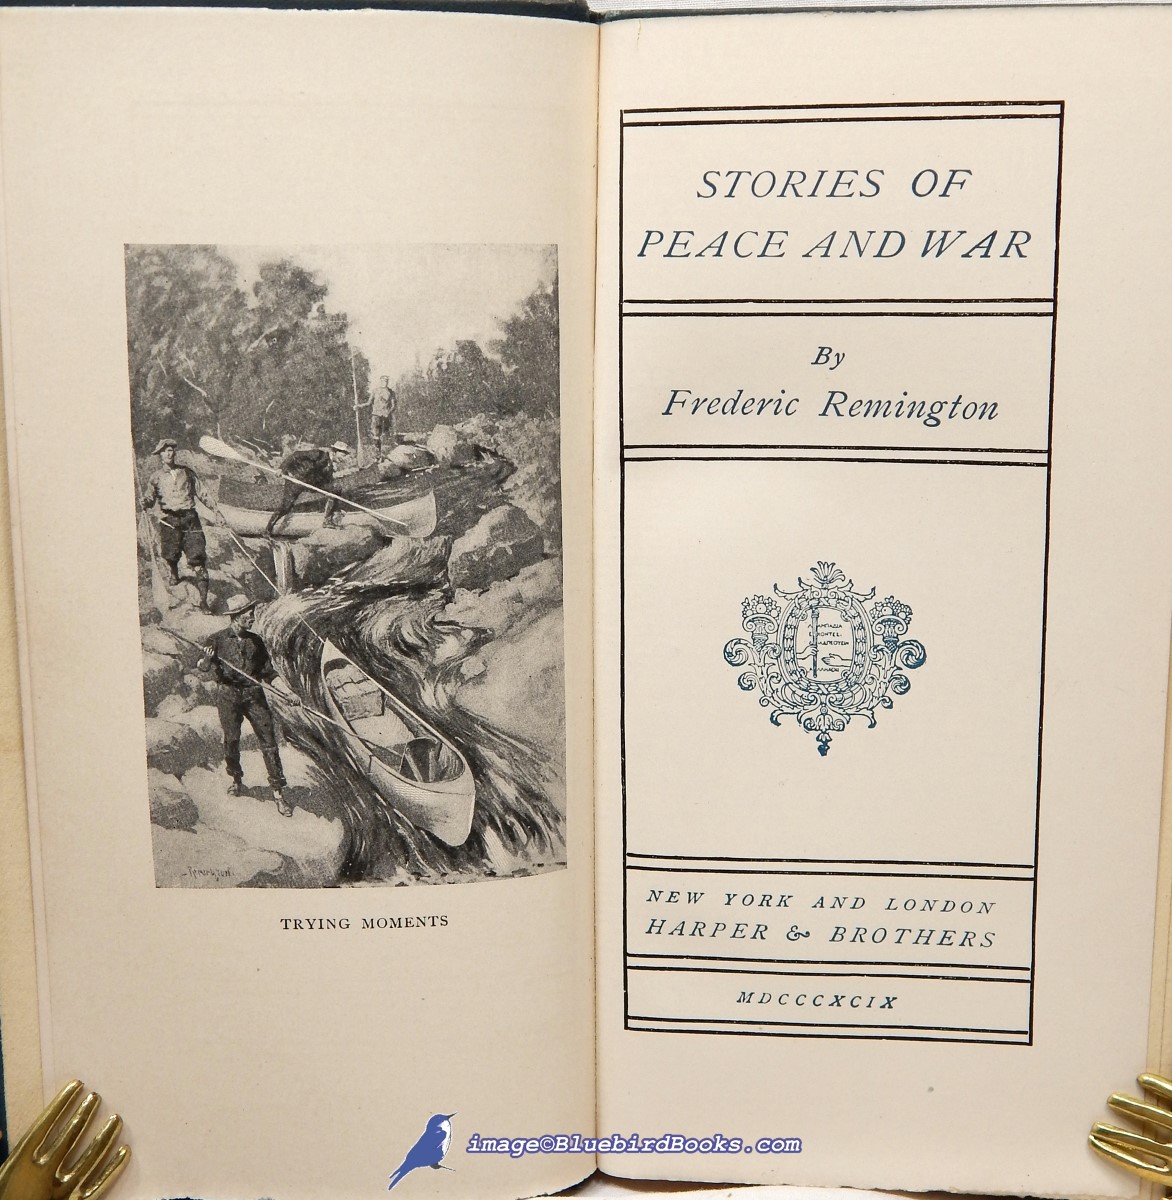 Remington
TRYING MOMENTS
STORIES OF
PEACE AND WAR
By
Frederic Remington
NEW YORK AND LONDON
HARPER & BROTHERS
MDCCCXCIX
image©BluebirdBooks.com